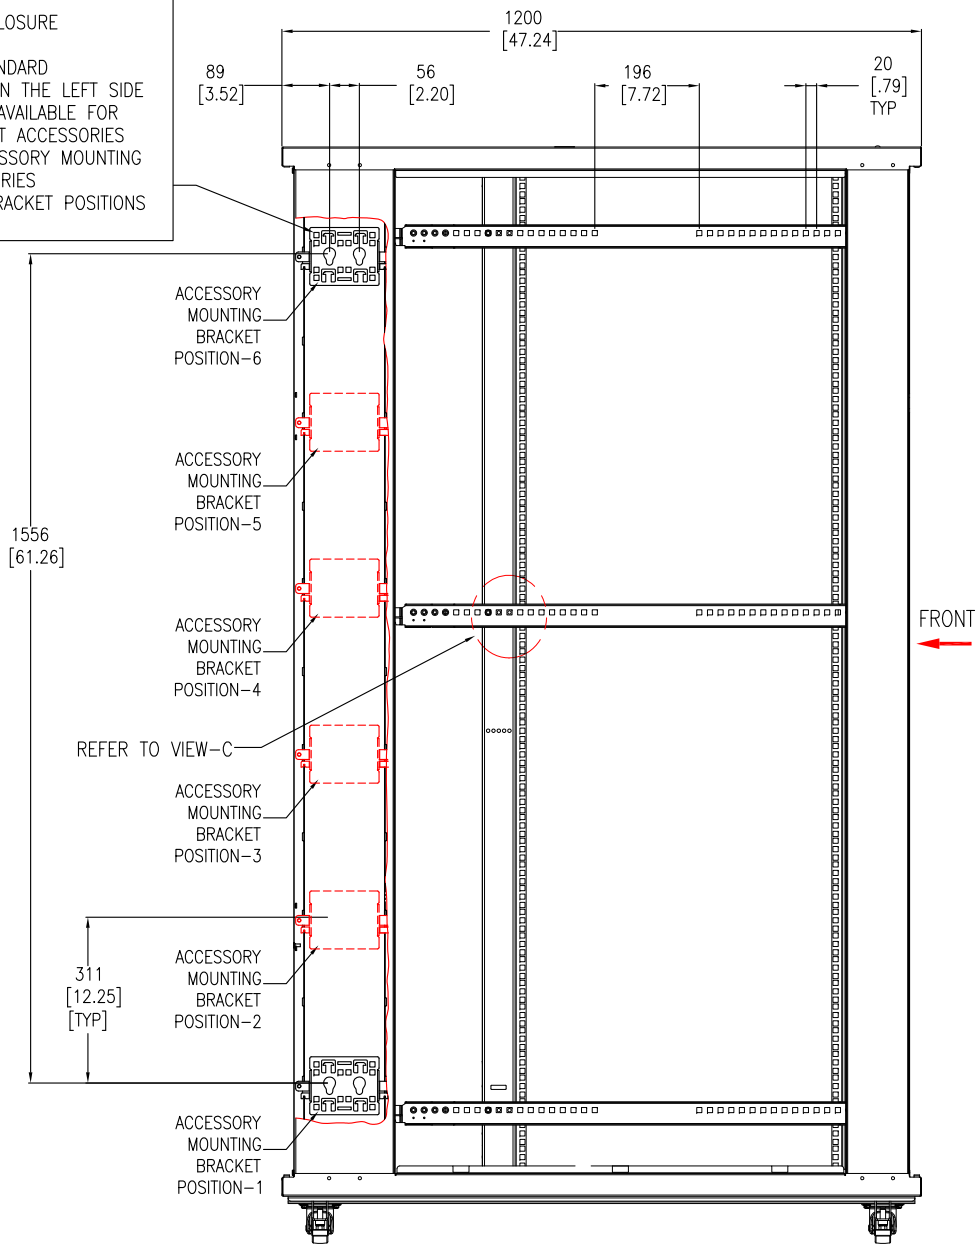 LOSURE
NDARD
N THE LEFT SIDE
AVAILABLE FOR
T ACCESSORIES
SSORY MOUNTING
RIES
RACKET POSITIONS
1200
[47.24]
89
[3.52]
56
[2.20]
196
[7.72]
20
[.79]
TYP
ACCESSORY
MOUNTING
BRACKET
POSITION-6
ACCESSORY
MOUNTING
BRACKET
POSITION-5
1556
[61.26]
ACCESSORY
MOUNTING
BRACKET
POSITION-4
FRONT
REFER TO VIEW-C
ACCESSORY
MOUNTING
BRACKET
POSITION-3
ACCESSORY
MOUNTING
BRACKET
POSITION-2
311
[12.25]
[TYP]
ACCESSORY
MOUNTING
BRACKET
POSITION-1